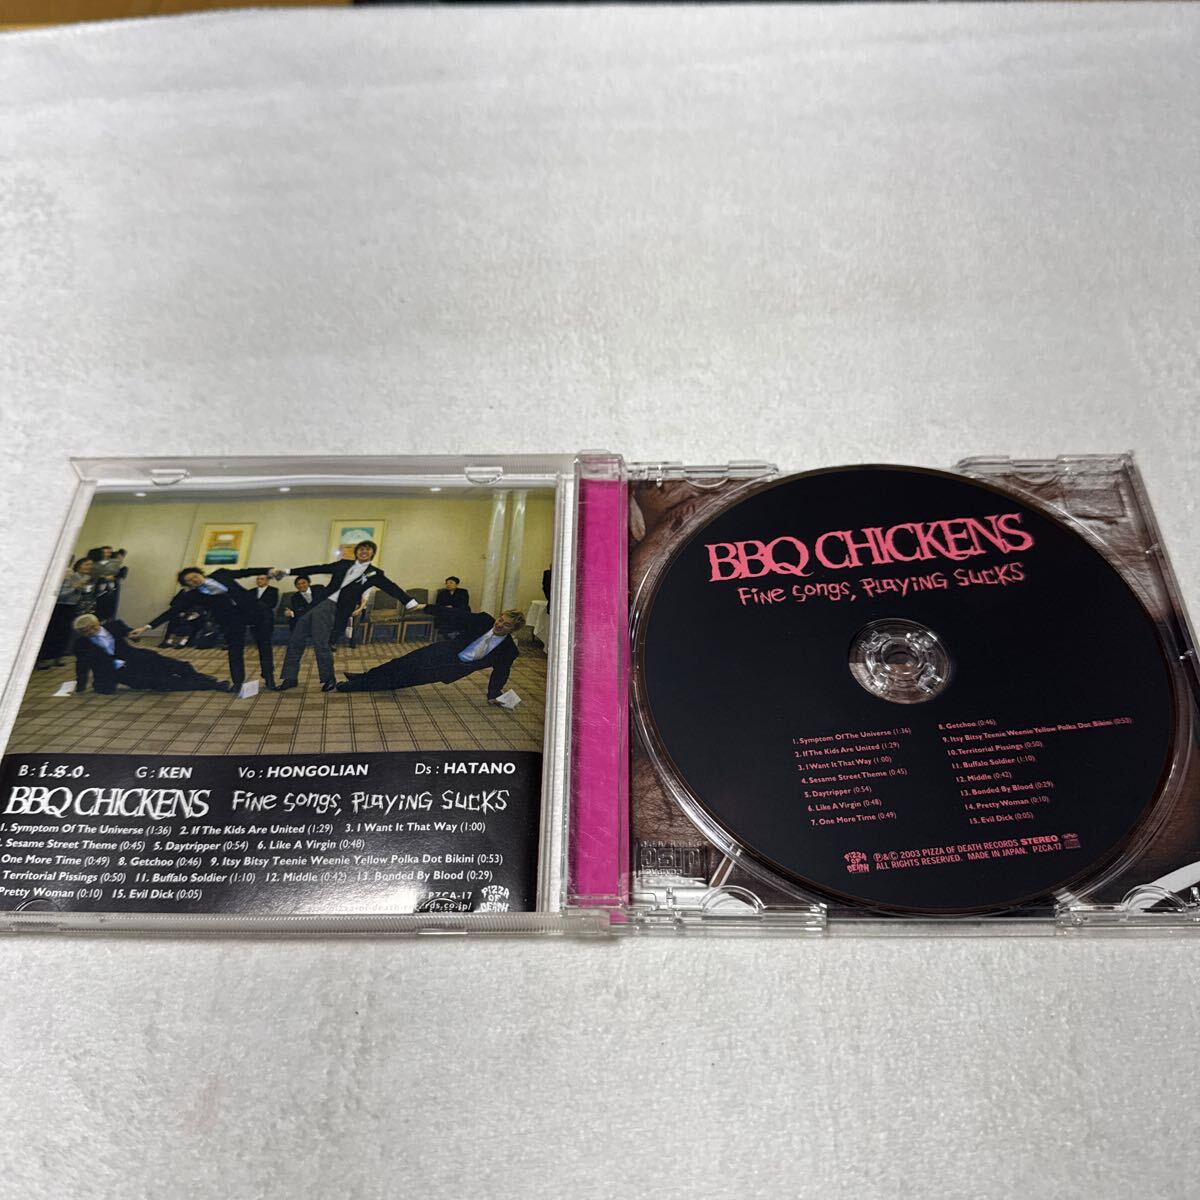 B : i.s.o. G : KEN Vo : HONGOLIAN Ds : HATANO
BBQ CHICKENS Fine Songs, Playing Sucks
1. Symptom Of The Universe (1:36) 2. If The Kids Are United (1:29) 3. I Want It That Way (1:00)
. Sesame Street Theme (0:45) 5. Daytripper (0:54) 6. Like A Virgin (0:48)
One More Time (0:49) 8. Getchoo (0:46) 9. Itsy Bitsy Teenie Weenie Yellow Polka Dot Bikini (0:53)
Territorial Pissings (0:50) 11. Buffalo Soldier (1:10) 12. Middle (0:42) 13. Bonded By Blood (0:29)
Pretty Woman (0:10) 15. Evil Dick (0:05)
PZCA-17
rds.co.jp/
PIZZA OF DEATH
BBQ CHICKENS
Fine Songs, Playing Sucks
1. Symptom Of The Universe (1:36)
2. If The Kids Are United (1:29)
3. I Want It That Way (1:00)
4. Sesame Street Theme (0:45)
5. Daytripper (0:54)
6. Like A Virgin (0:48)
7. One More Time (0:49)
8. Getchoo (0:46)
9. Itsy Bitsy Teenie Weenie Yellow Polka Dot Bikini (0:53)
10. Territorial Pissings (0:50)
11. Buffalo Soldier (1:10)
12. Middle (0:42)
13. Bonded By Blood (0:29)
14. Pretty Woman (0:10)
15. Evil Dick (0:05)
PIZZA OF DEATH
℗&© 2003 PIZZA OF DEATH RECORDS STEREO
ALL RIGHTS RESERVED. MADE IN JAPAN. PZCA-17